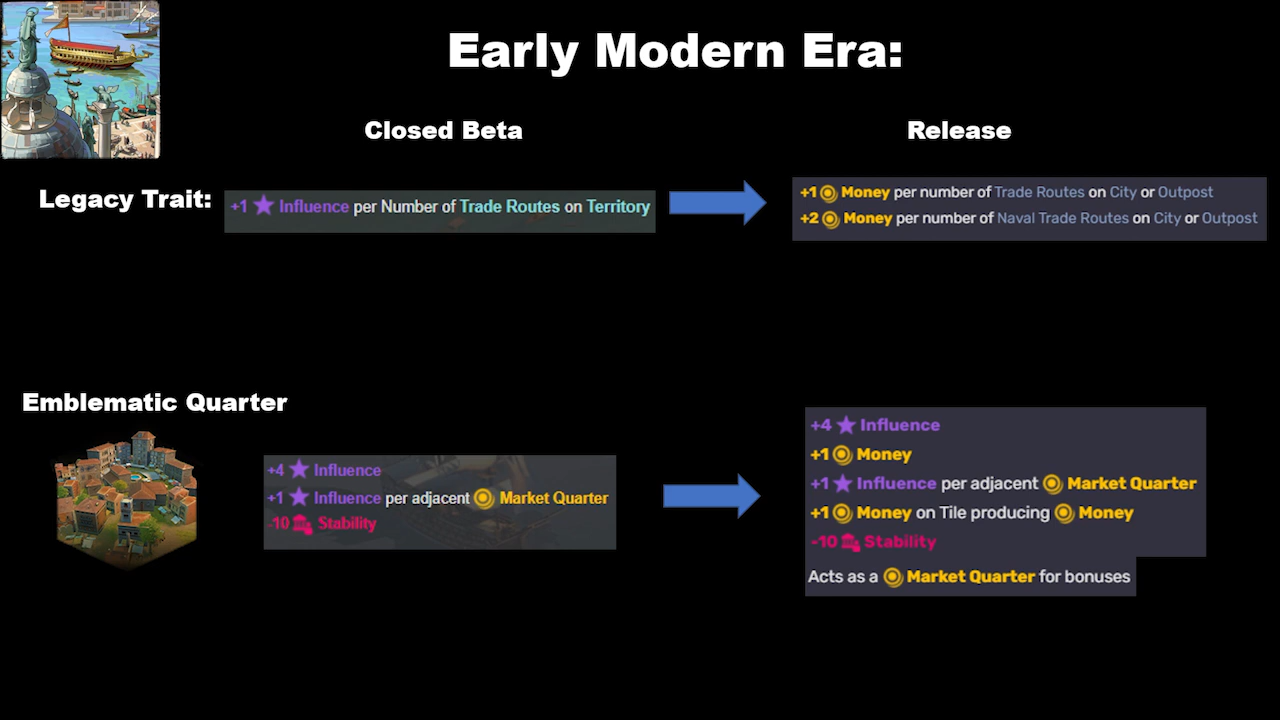 Early Modern Era:
Closed Beta
Release
Legacy Trait:
+1 Influence per Number of Trade Routes on Territory
+1 Money per number of Trade Routes on City or Outpost
+2 Money per number of Naval Trade Routes on City or Outpost
Emblematic Quarter
+4 Influence
+1 Influence per adjacent Market Quarter
-10 Stability
+4 Influence
+1 Money
+1 Influence per adjacent Market Quarter
+1 Money on Tile producing Money
-10 Stability
Acts as a Market Quarter for bonuses